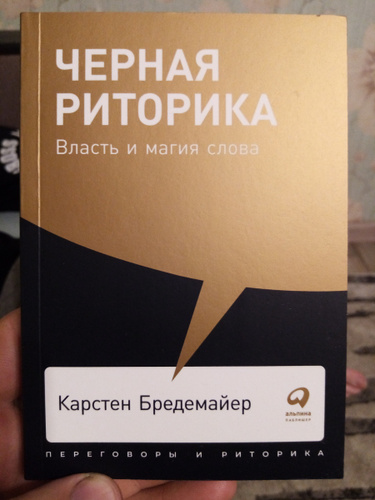 ЧЕРНАЯ
РИТОРИКА
Власть и магия слова
Карстен Бредемайер
альпина
ПАБЛИШЕР
ПЕРЕГОВОРЫ И РИТОРИКА